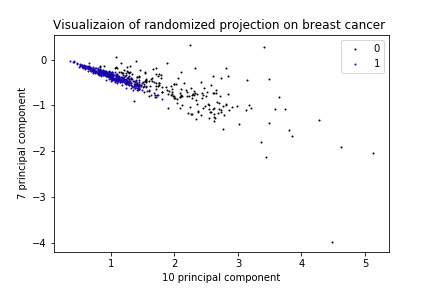 Visualizaion of randomized projection on breast cancer
0
1
0
−1
−2
−3
−4
7 principal component
1 2 3 4 5
10 principal component